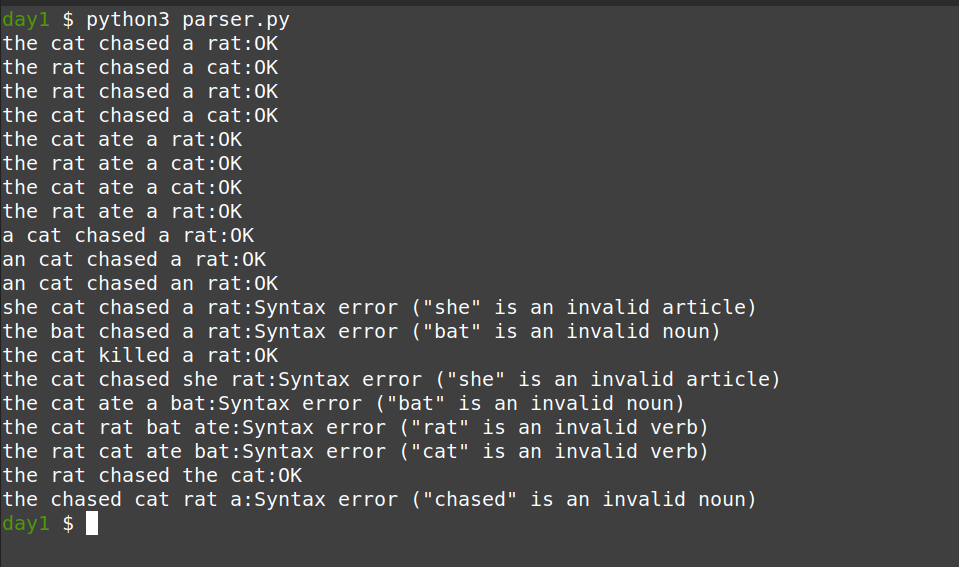 day1 $ python3 parser.py
the cat chased a rat:OK
the rat chased a cat:OK
the rat chased a rat:OK
the cat chased a cat:OK
the cat ate a rat:OK
the rat ate a cat:OK
the cat ate a cat:OK
the rat ate a rat:OK
a cat chased a rat:OK
an cat chased a rat:OK
an cat chased an rat:OK
she cat chased a rat:Syntax error ("she" is an invalid article)
the bat chased a rat:Syntax error ("bat" is an invalid noun)
the cat killed a rat:OK
the cat chased she rat:Syntax error ("she" is an invalid article)
the cat ate a bat:Syntax error ("bat" is an invalid noun)
the cat rat bat ate:Syntax error ("rat" is an invalid verb)
the rat cat ate bat:Syntax error ("cat" is an invalid verb)
the rat chased the cat:OK
the chased cat rat a:Syntax error ("chased" is an invalid noun)
day1 $